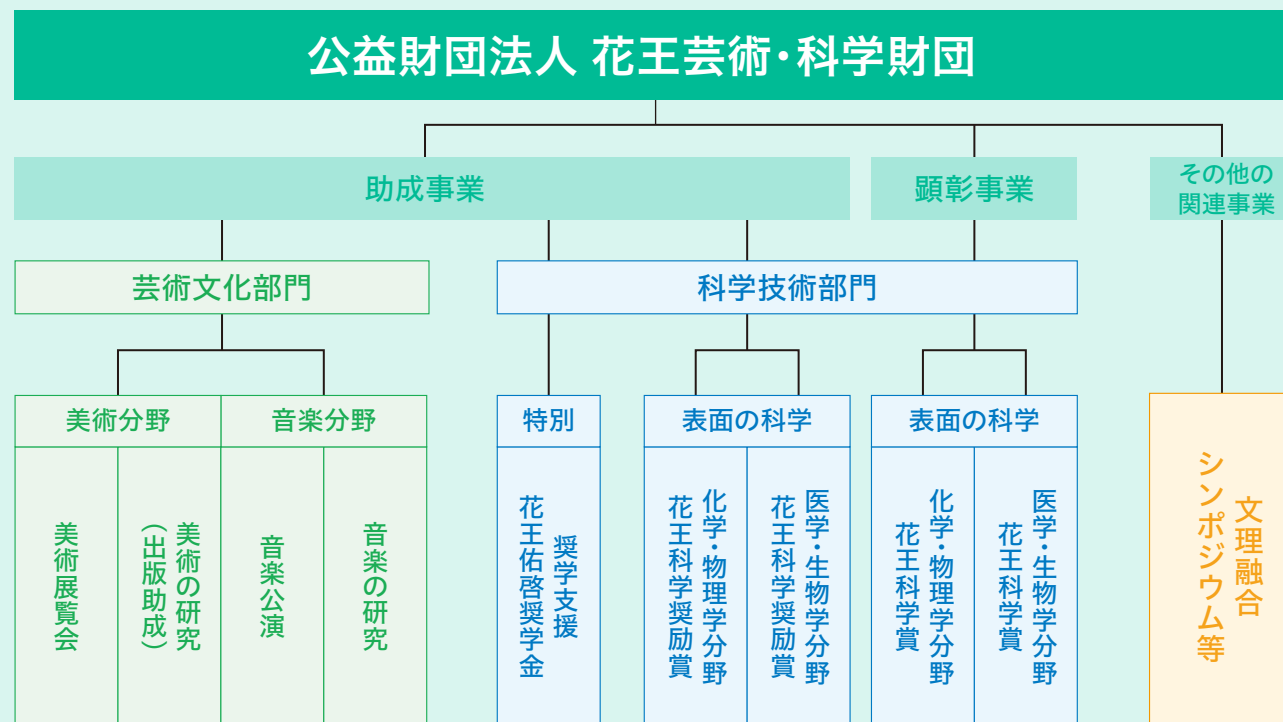 公益財団法人 花王芸術・科学財団
助成事業
顕彰事業
その他の
関連事業
芸術文化部門
科学技術部門
美術分野
音楽分野
特別
表面の科学
表面の科学
美術展覧会
美術の研究
（出版助成）
音楽公演
音楽の研究
奨学支援
花王佑啓奨学金
化学・物理学分野
花王科学奨励賞
医学・生物学分野
花王科学奨励賞
化学・物理学分野
花王科学賞
医学・生物学分野
花王科学賞
文理融合
シンポジウム等